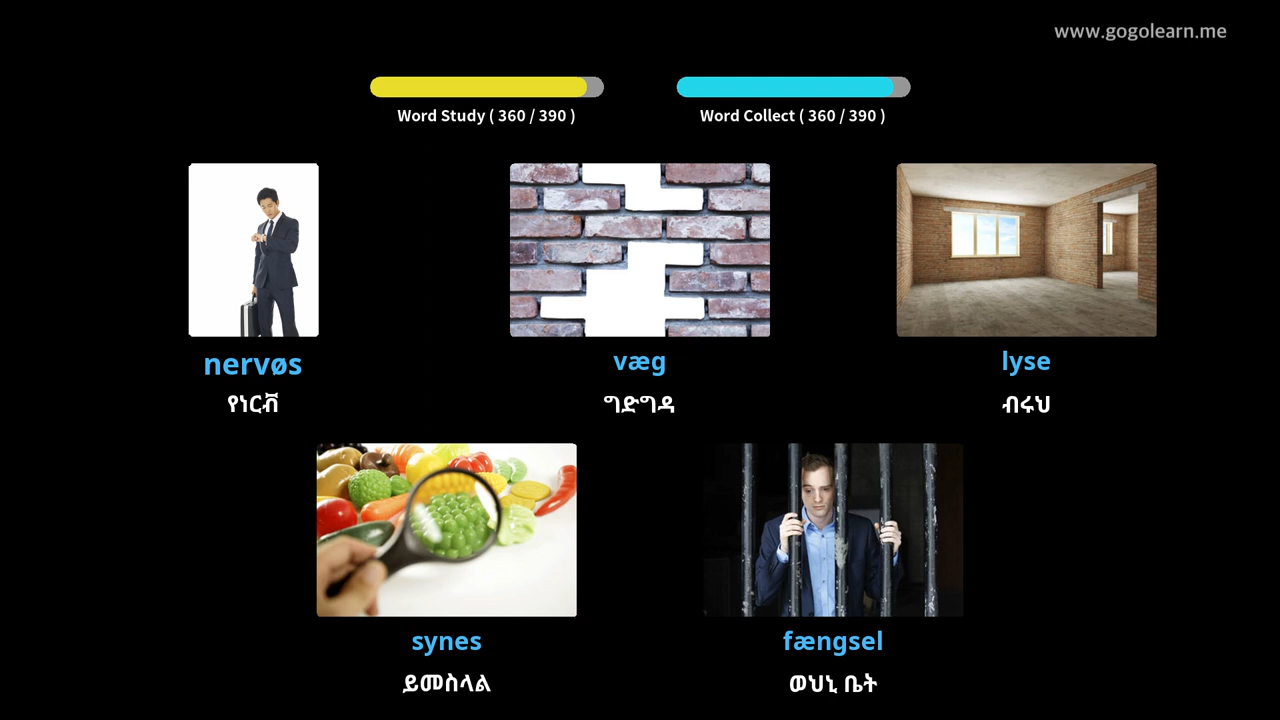 www.gogolearn.me
Word Study ( 360 / 390 )
Word Collect ( 360 / 390 )
nervøs
væg
lyse
የነርቭ
ግድግዳ
ብሩህ
synes
fængsel
ይመስላል
ወህኒ ቤት